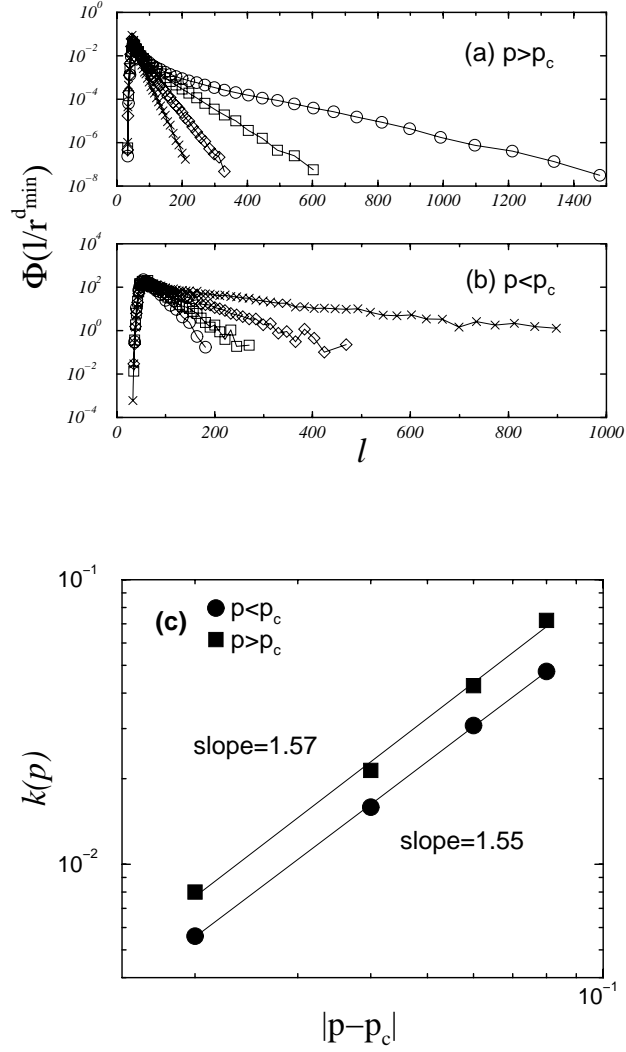 10^0
10^-2
10^-4
10^-6
10^-8
(a) p>p_c
0 200 400 600 800 1000 1200 1400
Φ(l/r^d_min)
10^4
10^2
10^0
10^-2
10^-4
(b) p<p_c
0 200 400 600 800 1000
l
10^-1
(c)
p<p_c
p>p_c
slope=1.57
slope=1.55
k(p)
10^-2
10^-1
|p−p_c|